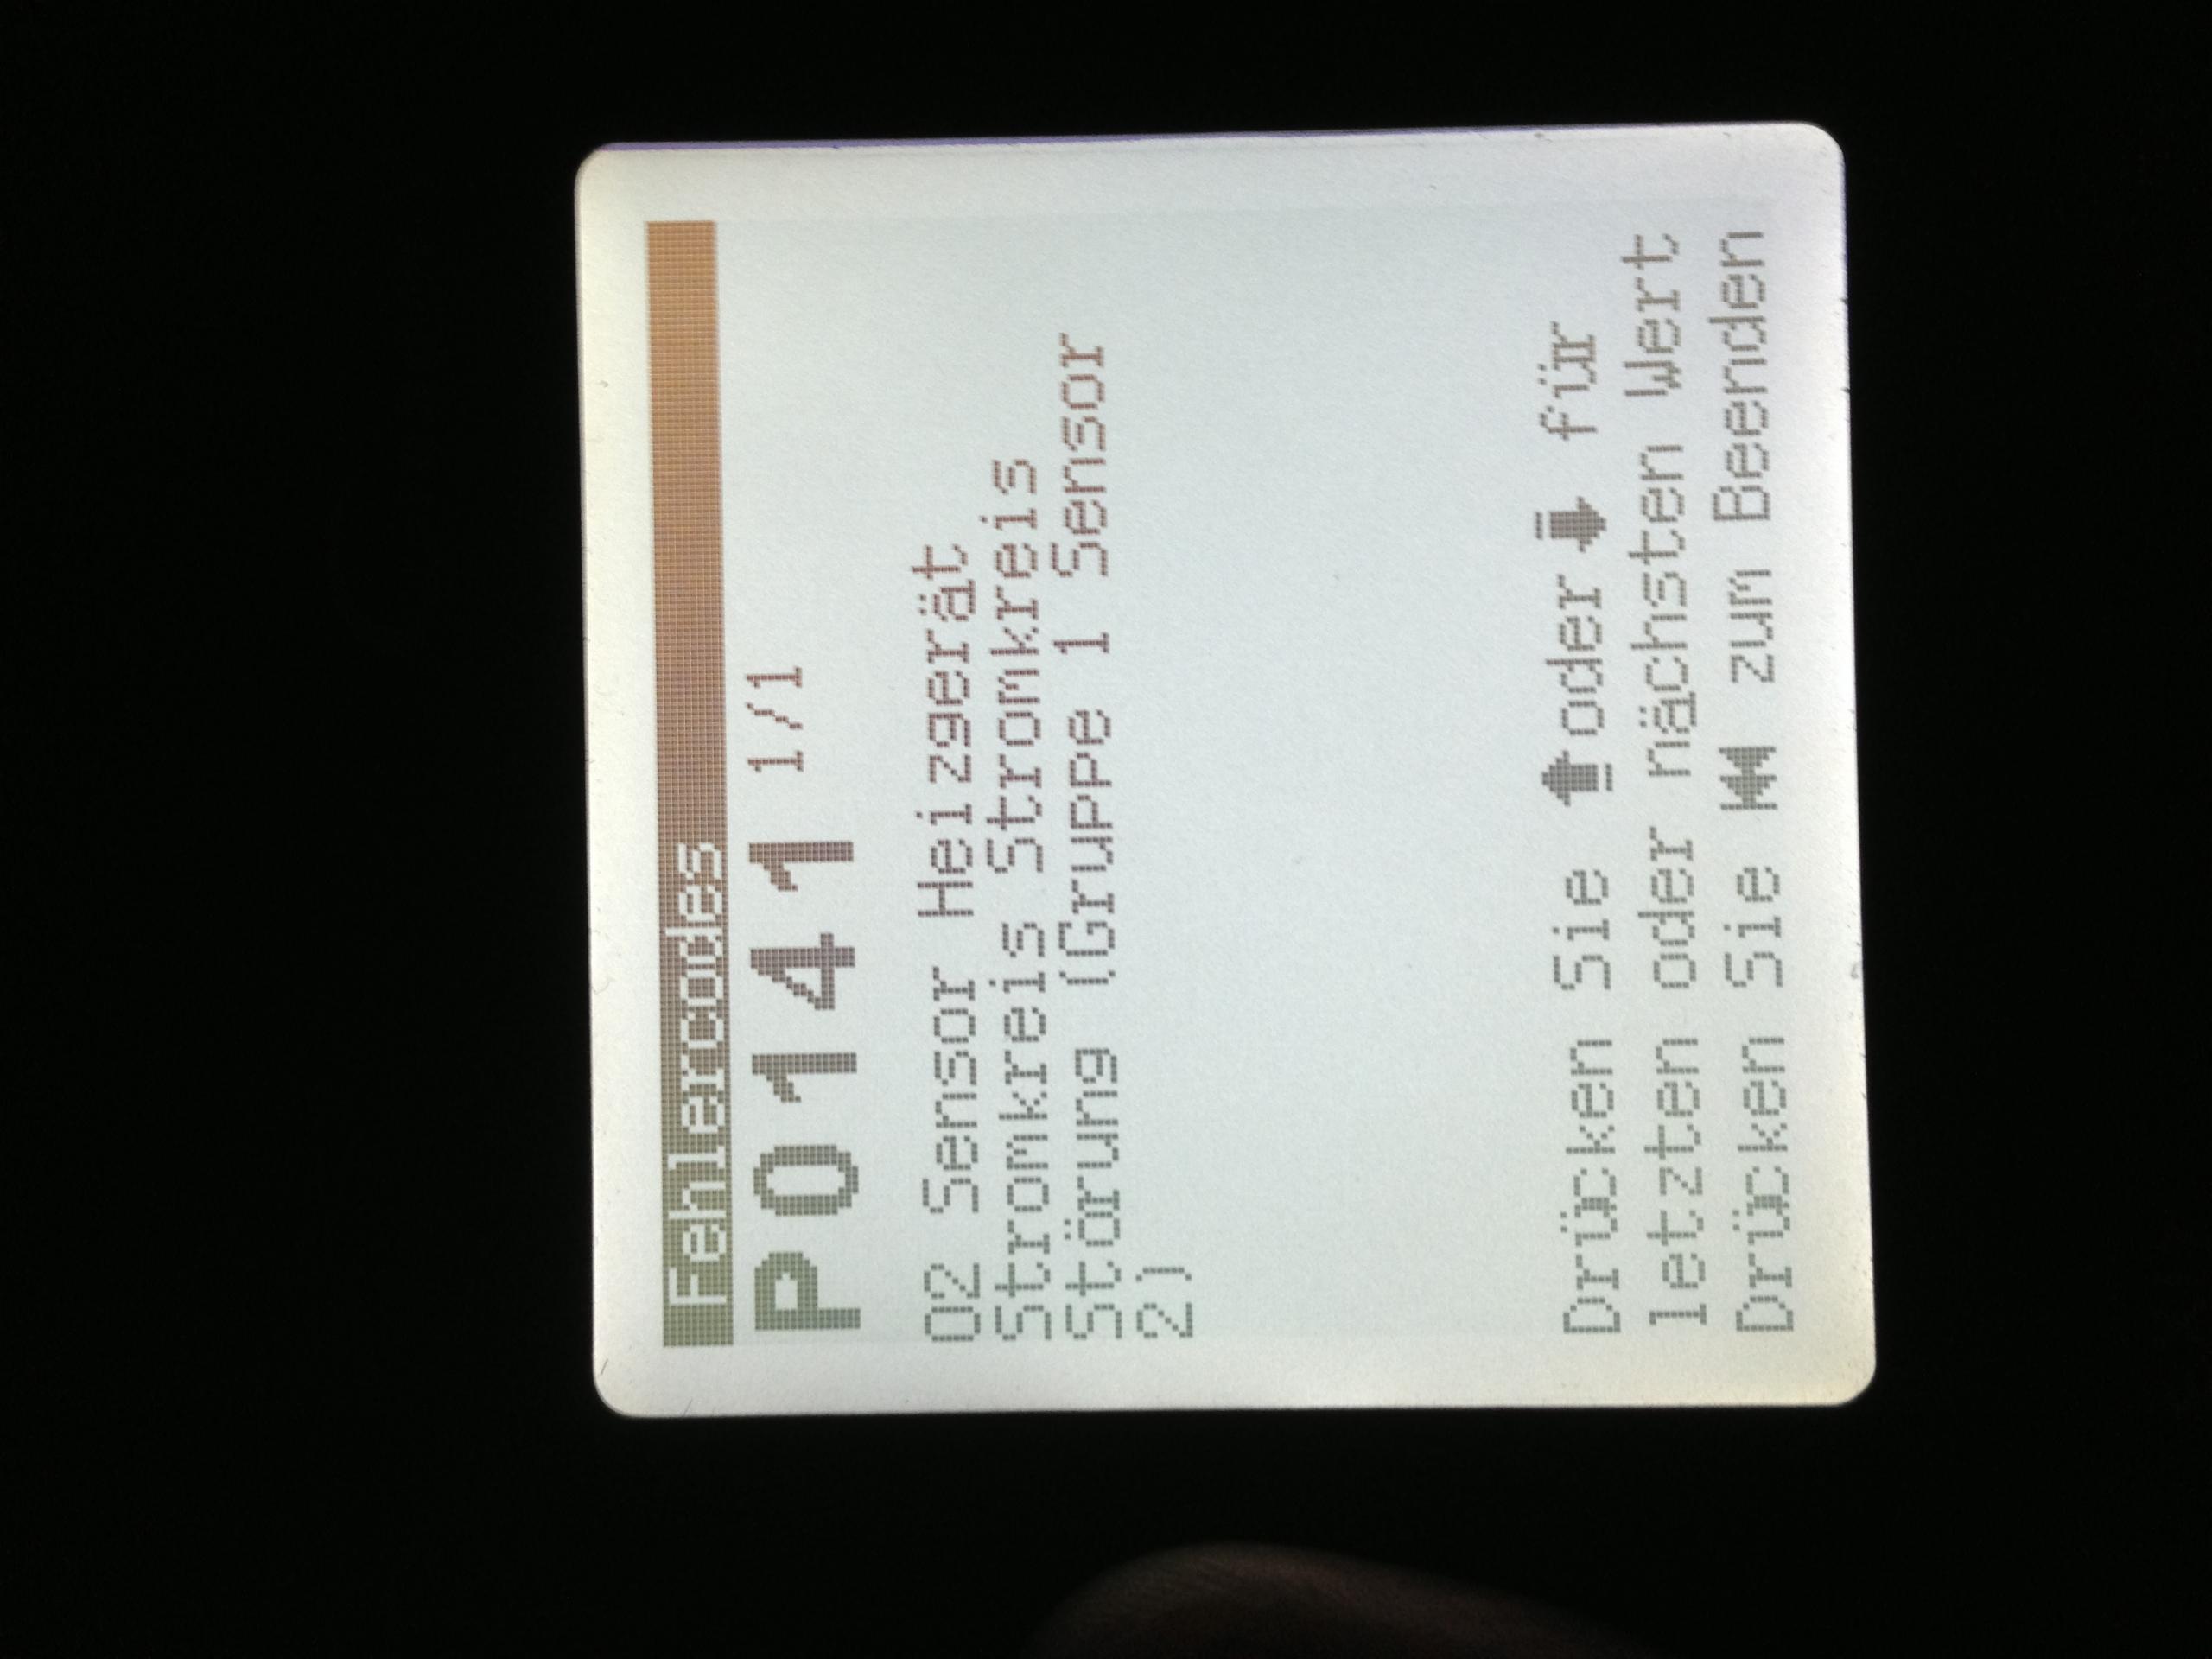 Fehlercodes
P0141 1/1
O2 Sensor Heizgerät
Stromkreis Stromkreis
Störung (Gruppe 1 Sensor
2)
Drücken Sie ⬆oder⬇ für
letzten oder nächsten Wert
Drücken Sie ⏮ zum Beenden